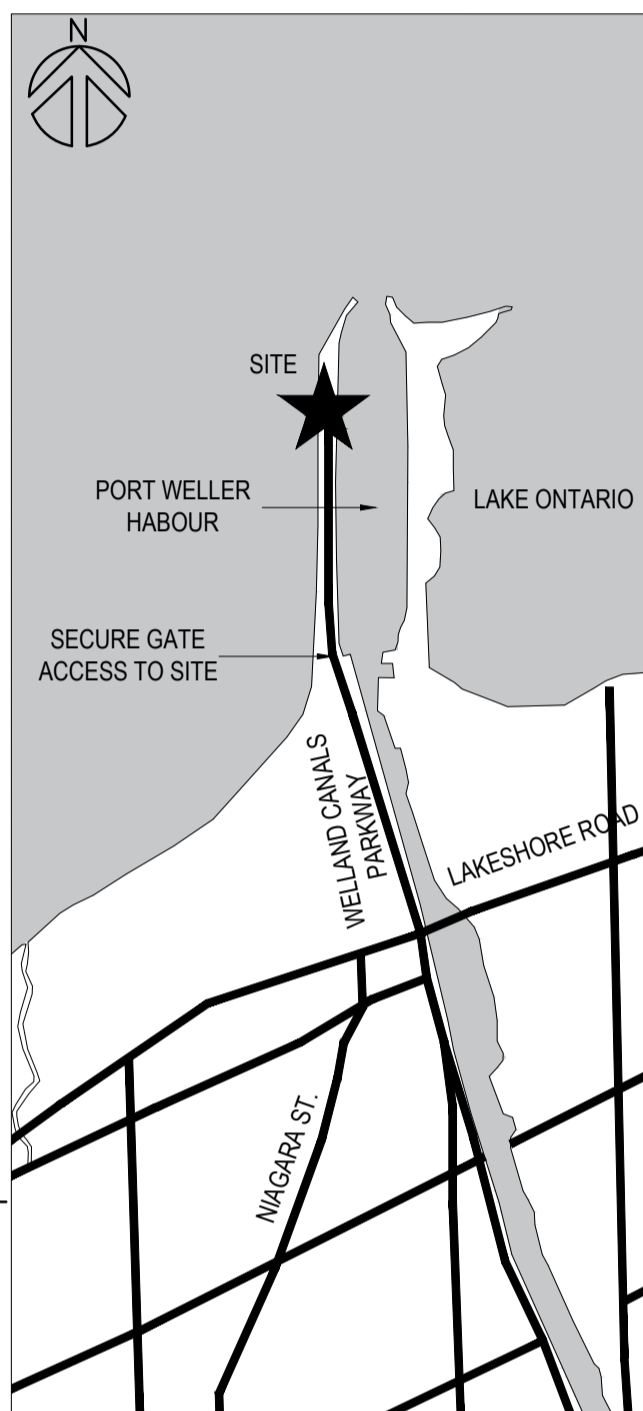 N
SITE
PORT WELLER
HABOUR
LAKE ONTARIO
SECURE GATE
ACCESS TO SITE
WELLAND CANALS
PARKWAY
LAKESHORE ROAD
NIAGARA ST.